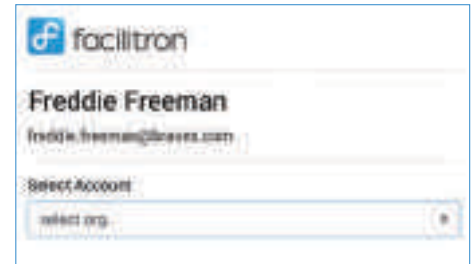 facilitron
Freddie Freeman
freddie.freeman@braves.com
Select Account
select org.